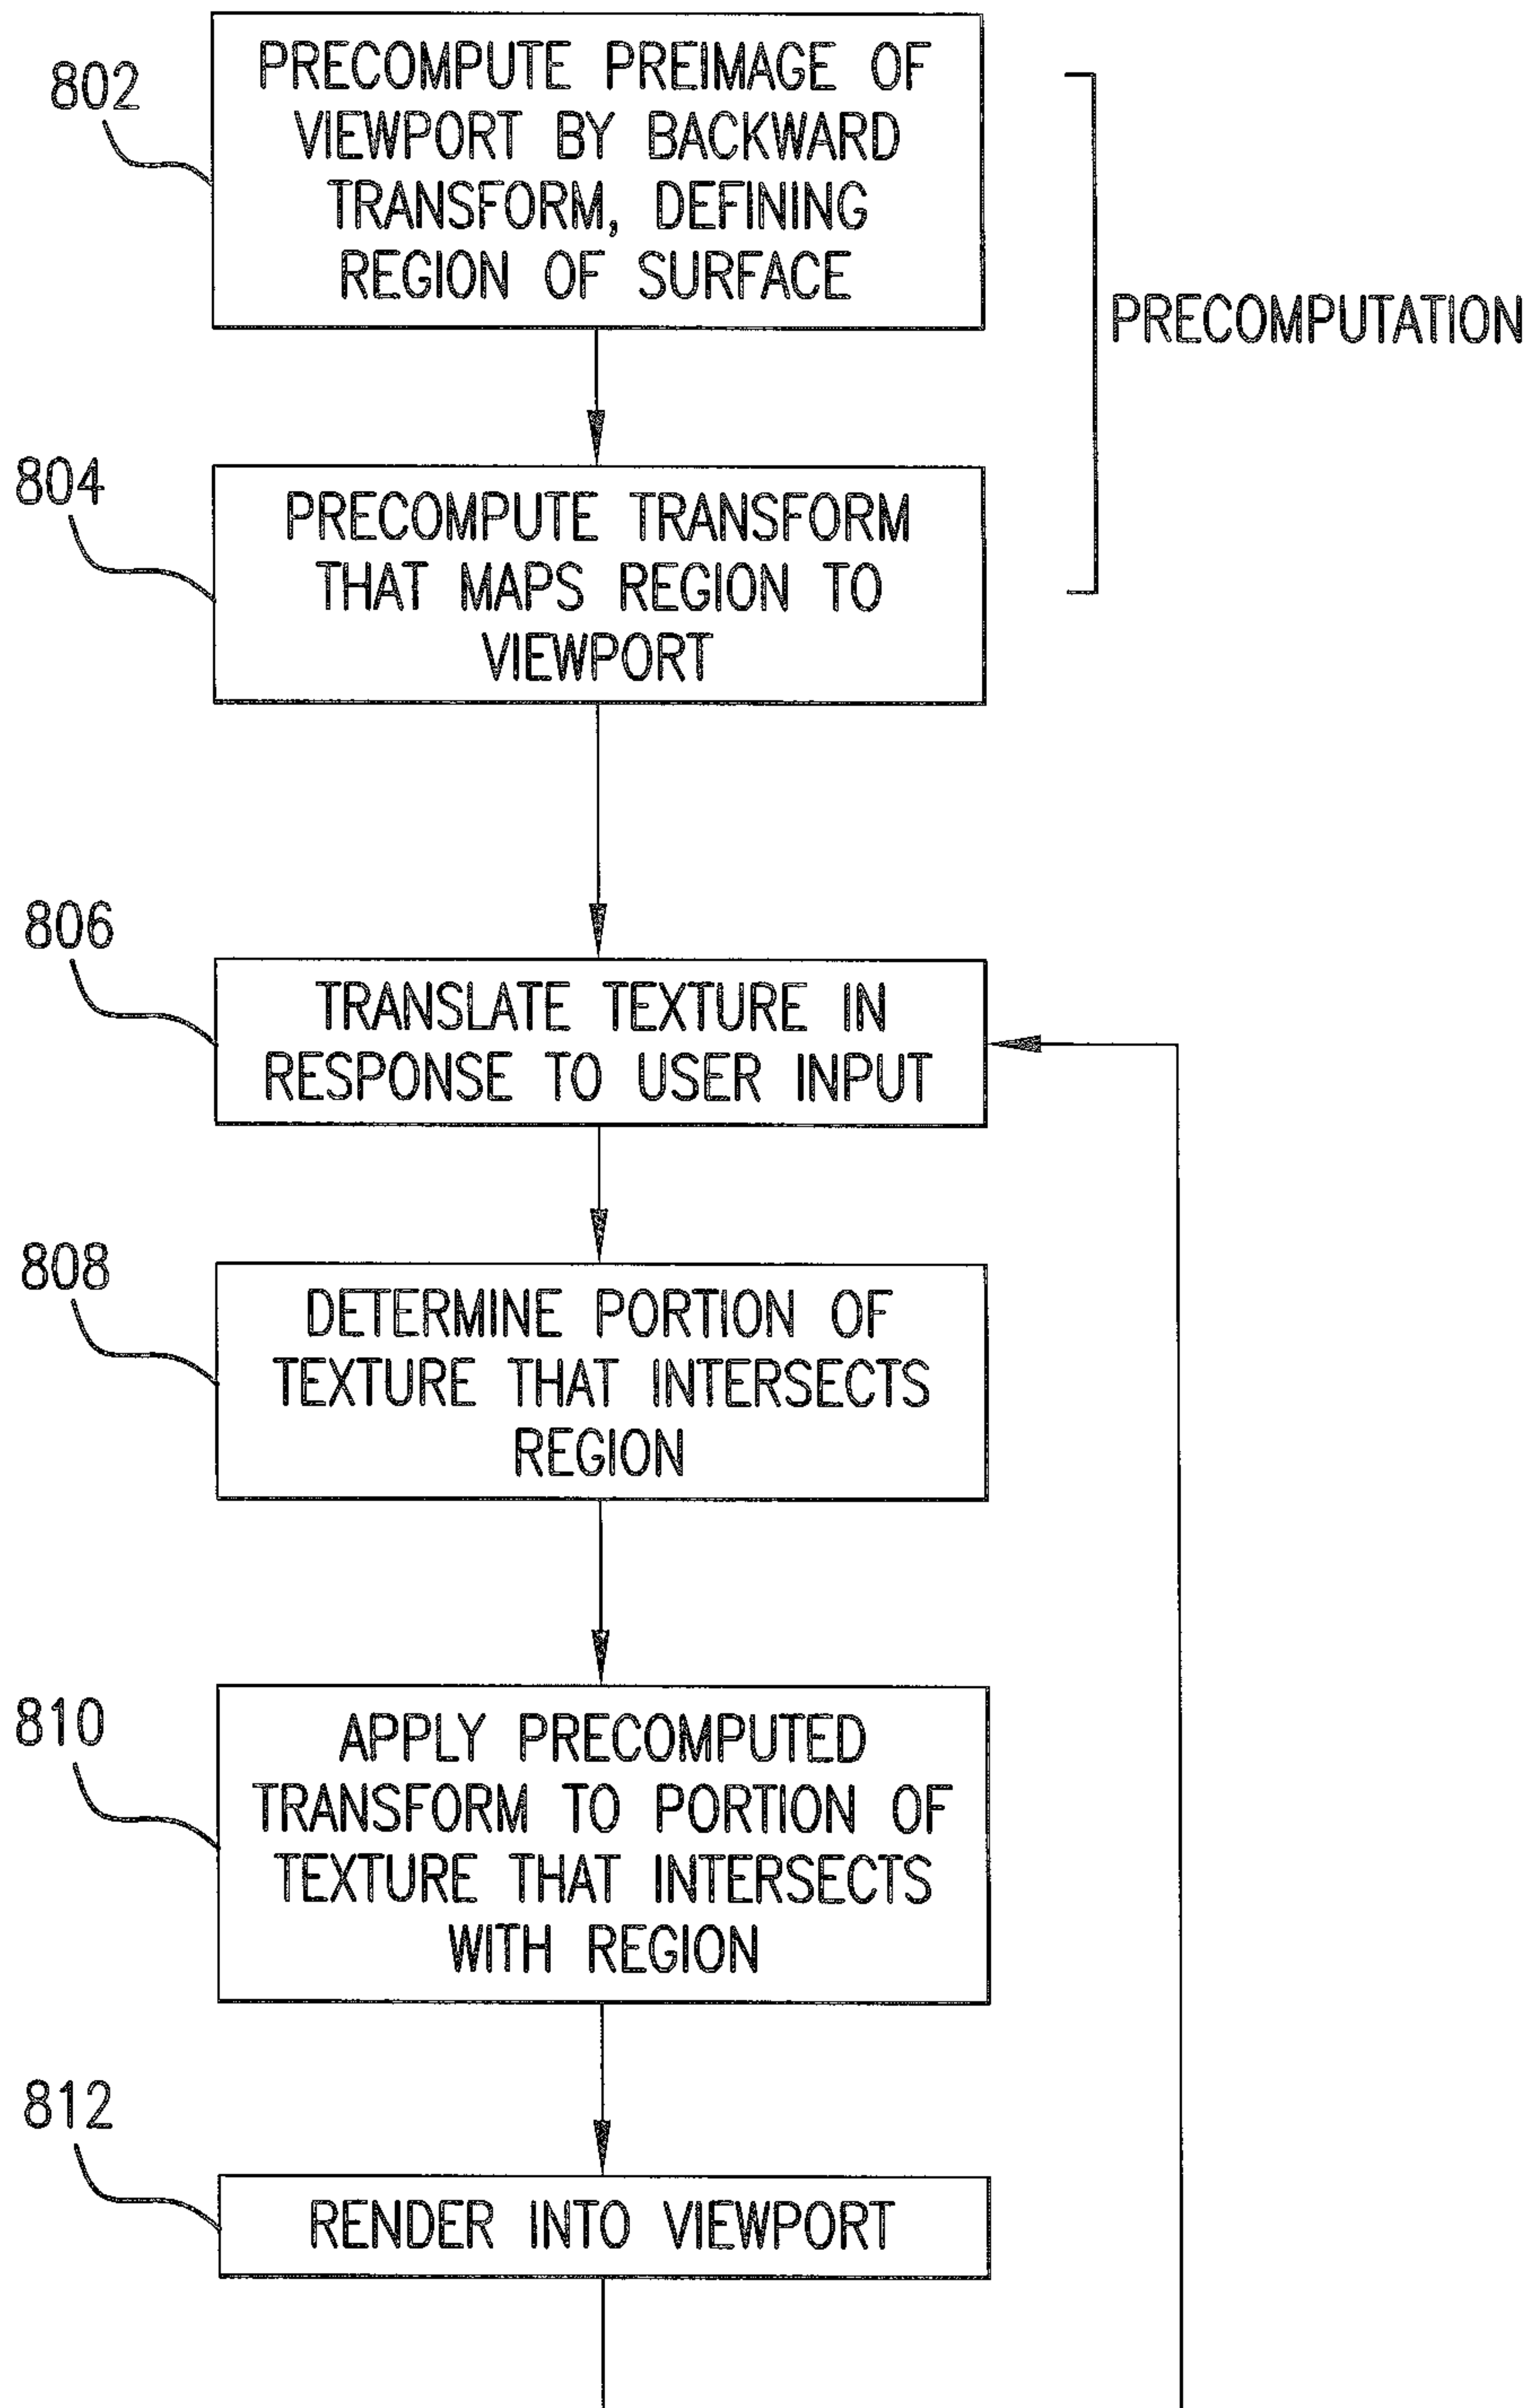 802
PRECOMPUTE PREIMAGE OF
VIEWPORT BY BACKWARD
TRANSFORM, DEFINING
REGION OF SURFACE
PRECOMPUTATION
804
PRECOMPUTE TRANSFORM
THAT MAPS REGION TO
VIEWPORT
806
TRANSLATE TEXTURE IN
RESPONSE TO USER INPUT
808
DETERMINE PORTION OF
TEXTURE THAT INTERSECTS
REGION
810
APPLY PRECOMPUTED
TRANSFORM TO PORTION OF
TEXTURE THAT INTERSECTS
WITH REGION
812
RENDER INTO VIEWPORT